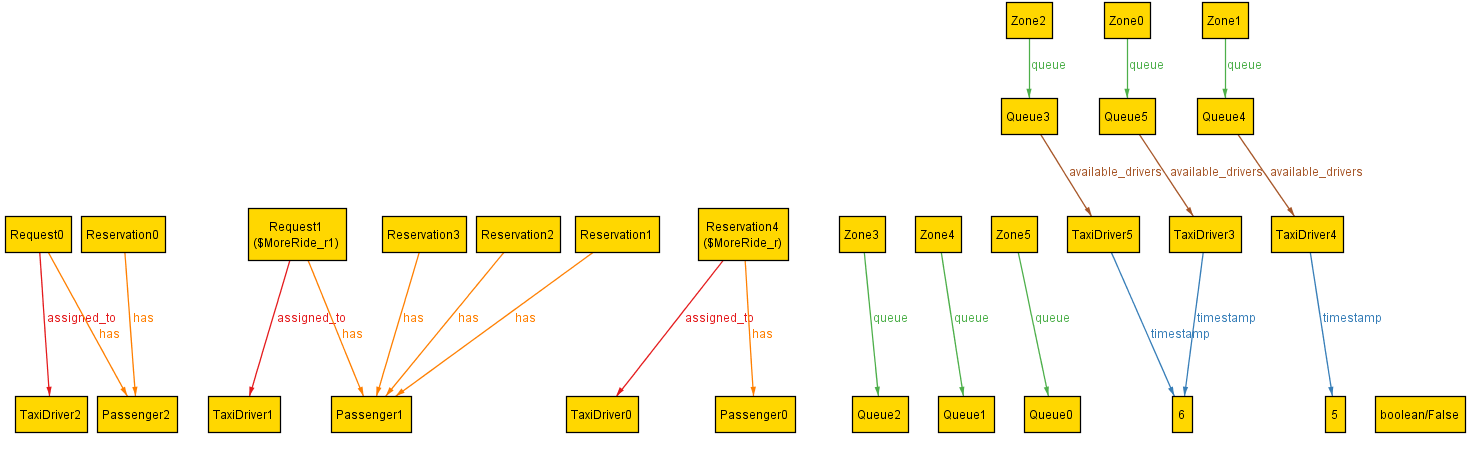 Zone2
Zone0
Zone1
queue
queue
queue
Queue3
Queue5
Queue4
available_drivers
available_drivers
available_drivers
Request0
Reservation0
Request1
($MoreRide_r1)
Reservation3
Reservation2
Reservation1
Reservation4
($MoreRide_r)
Zone3
Zone4
Zone5
TaxiDriver5
TaxiDriver3
TaxiDriver4
assigned_to
has
has
assigned_to
has
has
has
has
assigned_to
has
queue
queue
queue
timestamp
timestamp
timestamp
TaxiDriver2
Passenger2
TaxiDriver1
Passenger1
TaxiDriver0
Passenger0
Queue2
Queue1
Queue0
6
5
boolean/False